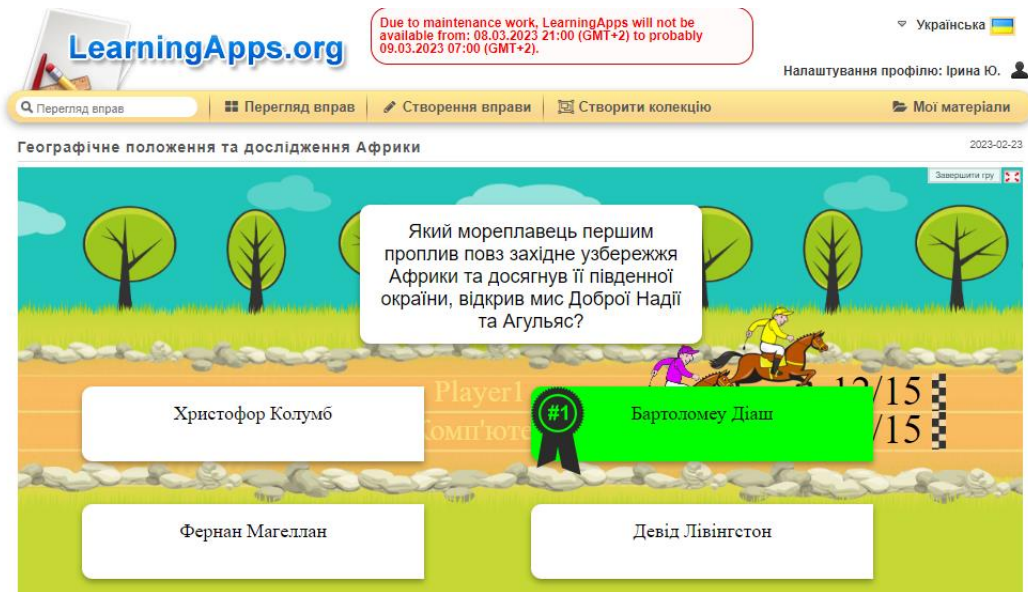 LearningApps.org
Due to maintenance work, LearningApps will not be
available from: 08.03.2023 21:00 (GMT+2) to probably
09.03.2023 07:00 (GMT+2).
Українська
Налаштування профілю: Ірина Ю.
Перегляд вправ
Перегляд вправ
Створення вправи
Створити колекцію
Мої матеріали
Географічне положення та дослідження Африки
2023-02-23
Завершити гру
Який мореплавець першим
проплив повз західне узбережжя
Африки та досягнув її південної
окраїни, відкрив мис Доброї Надії
та Агульяс?
Player1
12/15
/15
Христофор Колумб
#1
Бартоломеу Діаш
Фернан Магеллан
Девід Лівінгстон